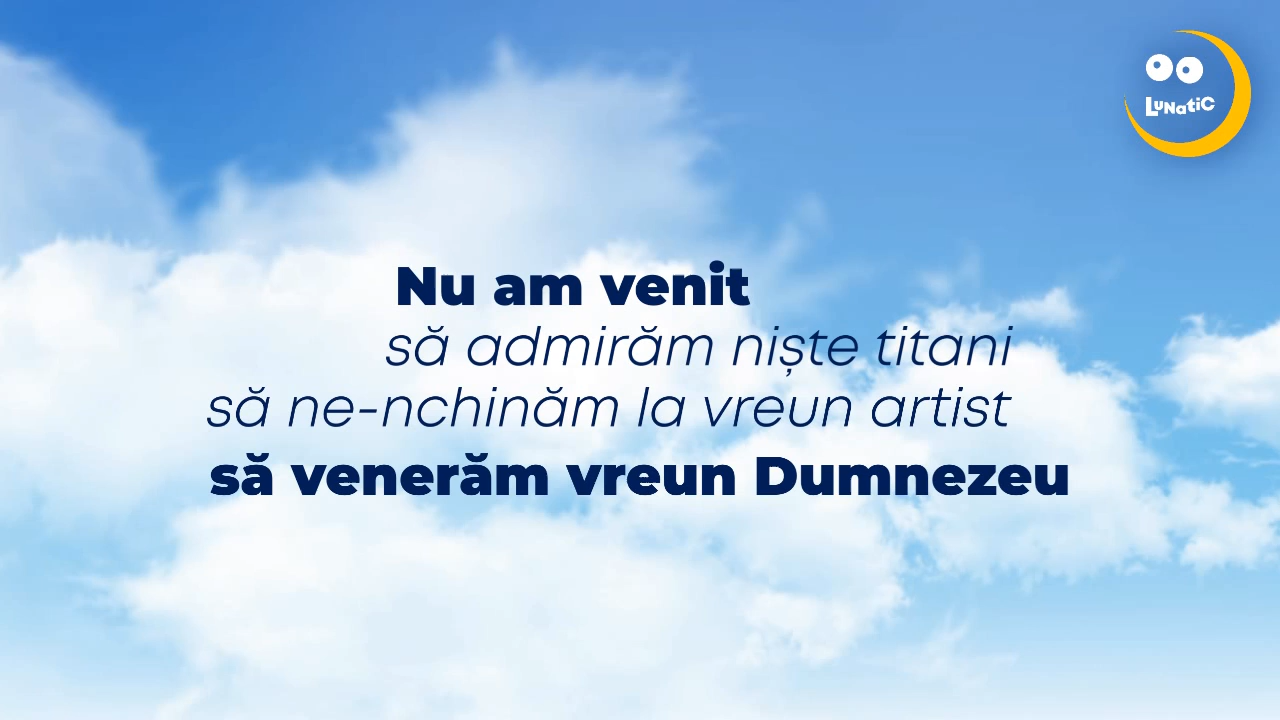 LuNatiC
Nu am venit
să admirăm niște titani
să ne-nchinăm la vreun artist
să venerăm vreun Dumnezeu